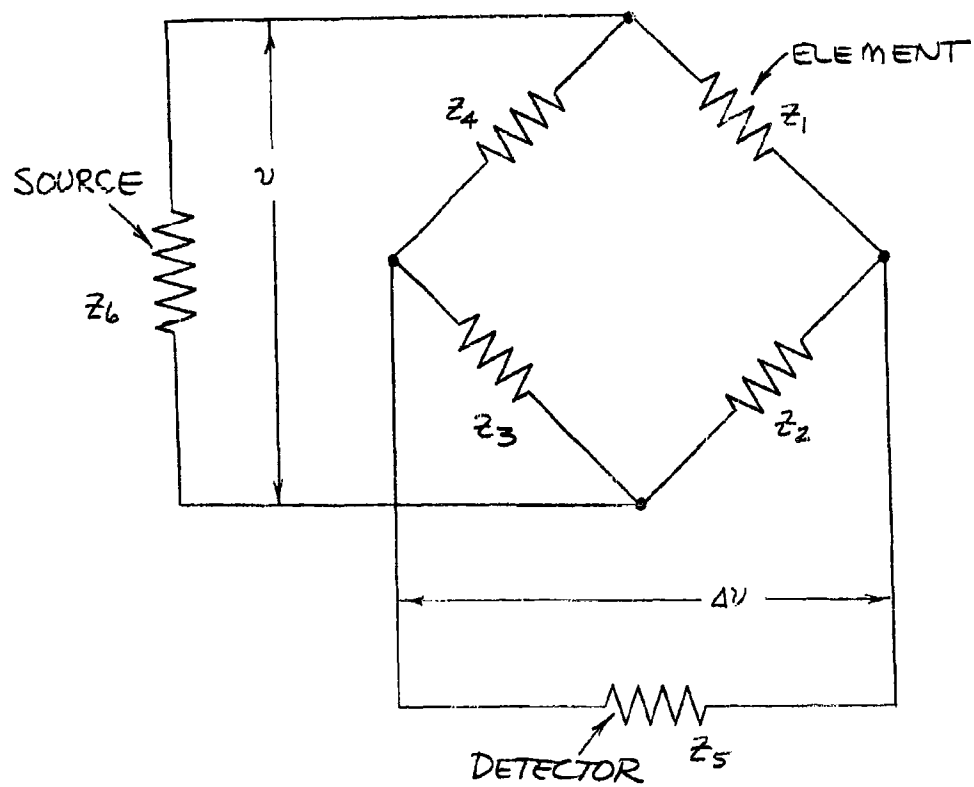 ELEMENT
Z4
Z1
SOURCE
v
Z6
Z3
Z2
Δv
Z5
DETECTOR